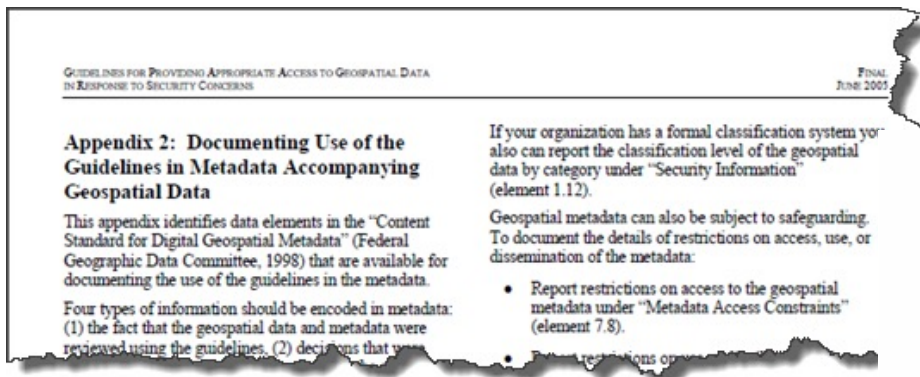 GUIDELINES FOR PROVIDING APPROPRIATE ACCESS TO GEOSPATIAL DATA
IN RESPONSE TO SECURITY CONCERNS
FINAL
JUNE 2005
Appendix 2: Documenting Use of the
Guidelines in Metadata Accompanying
Geospatial Data
This appendix identifies data elements in the “Content
Standard for Digital Geospatial Metadata” (Federal
Geographic Data Committee, 1998) that are available for
documenting the use of the guidelines in the metadata.
Four types of information should be encoded in metadata:
(1) the fact that the geospatial data and metadata were
reviewed using the guidelines, (2) decisions that
If your organization has a formal classification system you
also can report the classification level of the geospatial
data by category under “Security Information”
(element 1.12).
Geospatial metadata can also be subject to safeguarding.
To document the details of restrictions on access, use, or
dissemination of the metadata:
• Report restrictions on access to the geospatial
metadata under “Metadata Access Constraints”
(element 7.8).
•